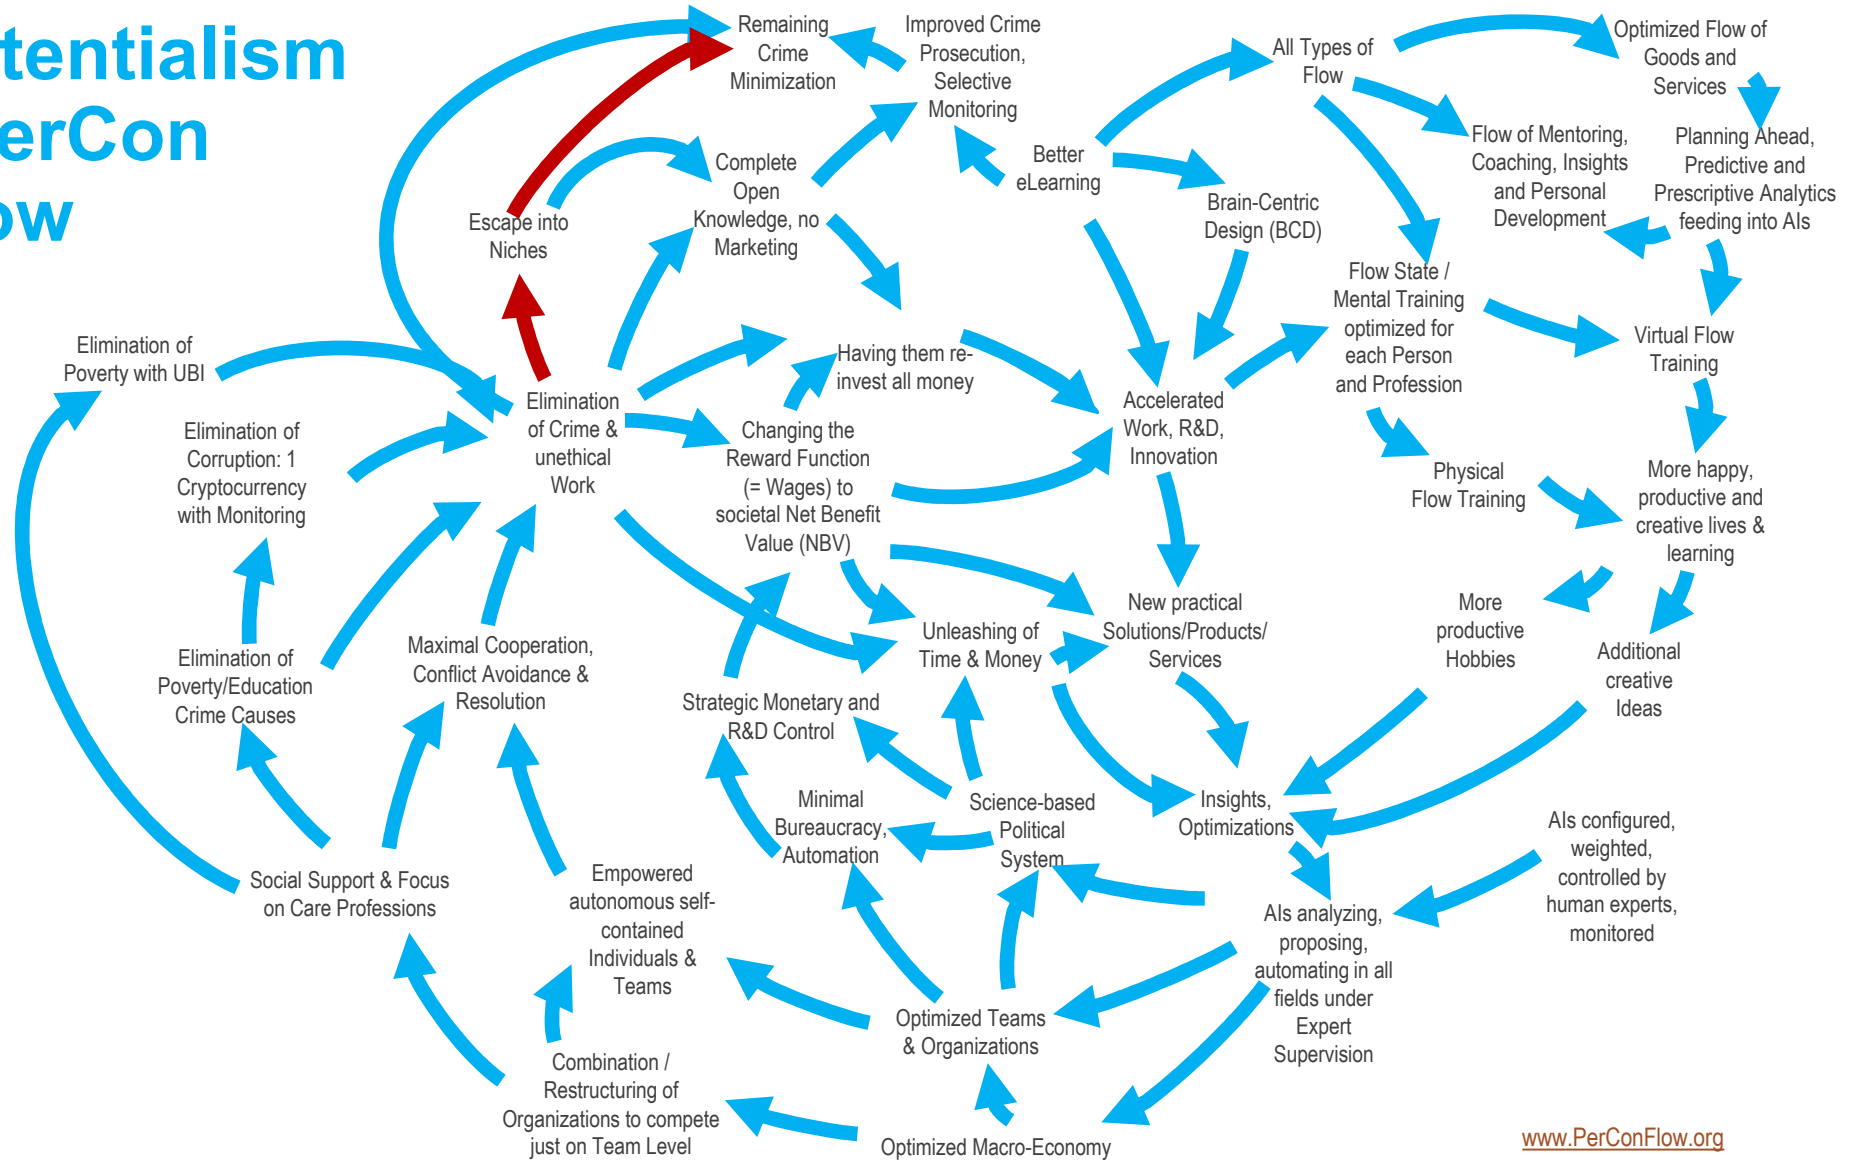 tentialism
erCon
ow
Remaining
Crime
Minimization
Improved Crime
Prosecution,
Selective
Monitoring
All Types of
Flow
Optimized Flow of
Goods and
Services
Flow of Mentoring,
Coaching, Insights
and Personal
Development
Planning Ahead,
Predictive and
Prescriptive Analytics
feeding into AIs
Better
eLearning
Complete
Open
Knowledge, no
Marketing
Brain-Centric
Design (BCD)
Escape into
Niches
Flow State /
Mental Training
optimized for
each Person
and Profession
Virtual Flow
Training
Elimination of
Poverty with UBI
Having them re-
invest all money
Elimination
of Crime &
unethical
Work
Accelerated
Work, R&D,
Innovation
Elimination of
Corruption: 1
Cryptocurrency
with Monitoring
Changing the
Reward Function
(= Wages) to
societal Net Benefit
Value (NBV)
Physical
Flow Training
More happy,
productive and
creative lives &
learning
New practical
Solutions/Products/
Services
More
productive
Hobbies
Unleashing of
Time & Money
Maximal Cooperation,
Conflict Avoidance &
Resolution
Elimination of
Poverty/Education
Crime Causes
Additional
creative
Ideas
Strategic Monetary and
R&D Control
Minimal
Bureaucracy,
Automation
Science-based
Political
System
Insights,
Optimizations
AIs configured,
weighted,
controlled by
human experts,
monitored
Social Support & Focus
on Care Professions
Empowered
autonomous self-
contained
Individuals &
Teams
AIs analyzing,
proposing,
automating in all
fields under
Expert
Supervision
Optimized Teams
& Organizations
Combination /
Restructuring of
Organizations to compete
just on Team Level
Optimized Macro-Economy
www.PerConFlow.org